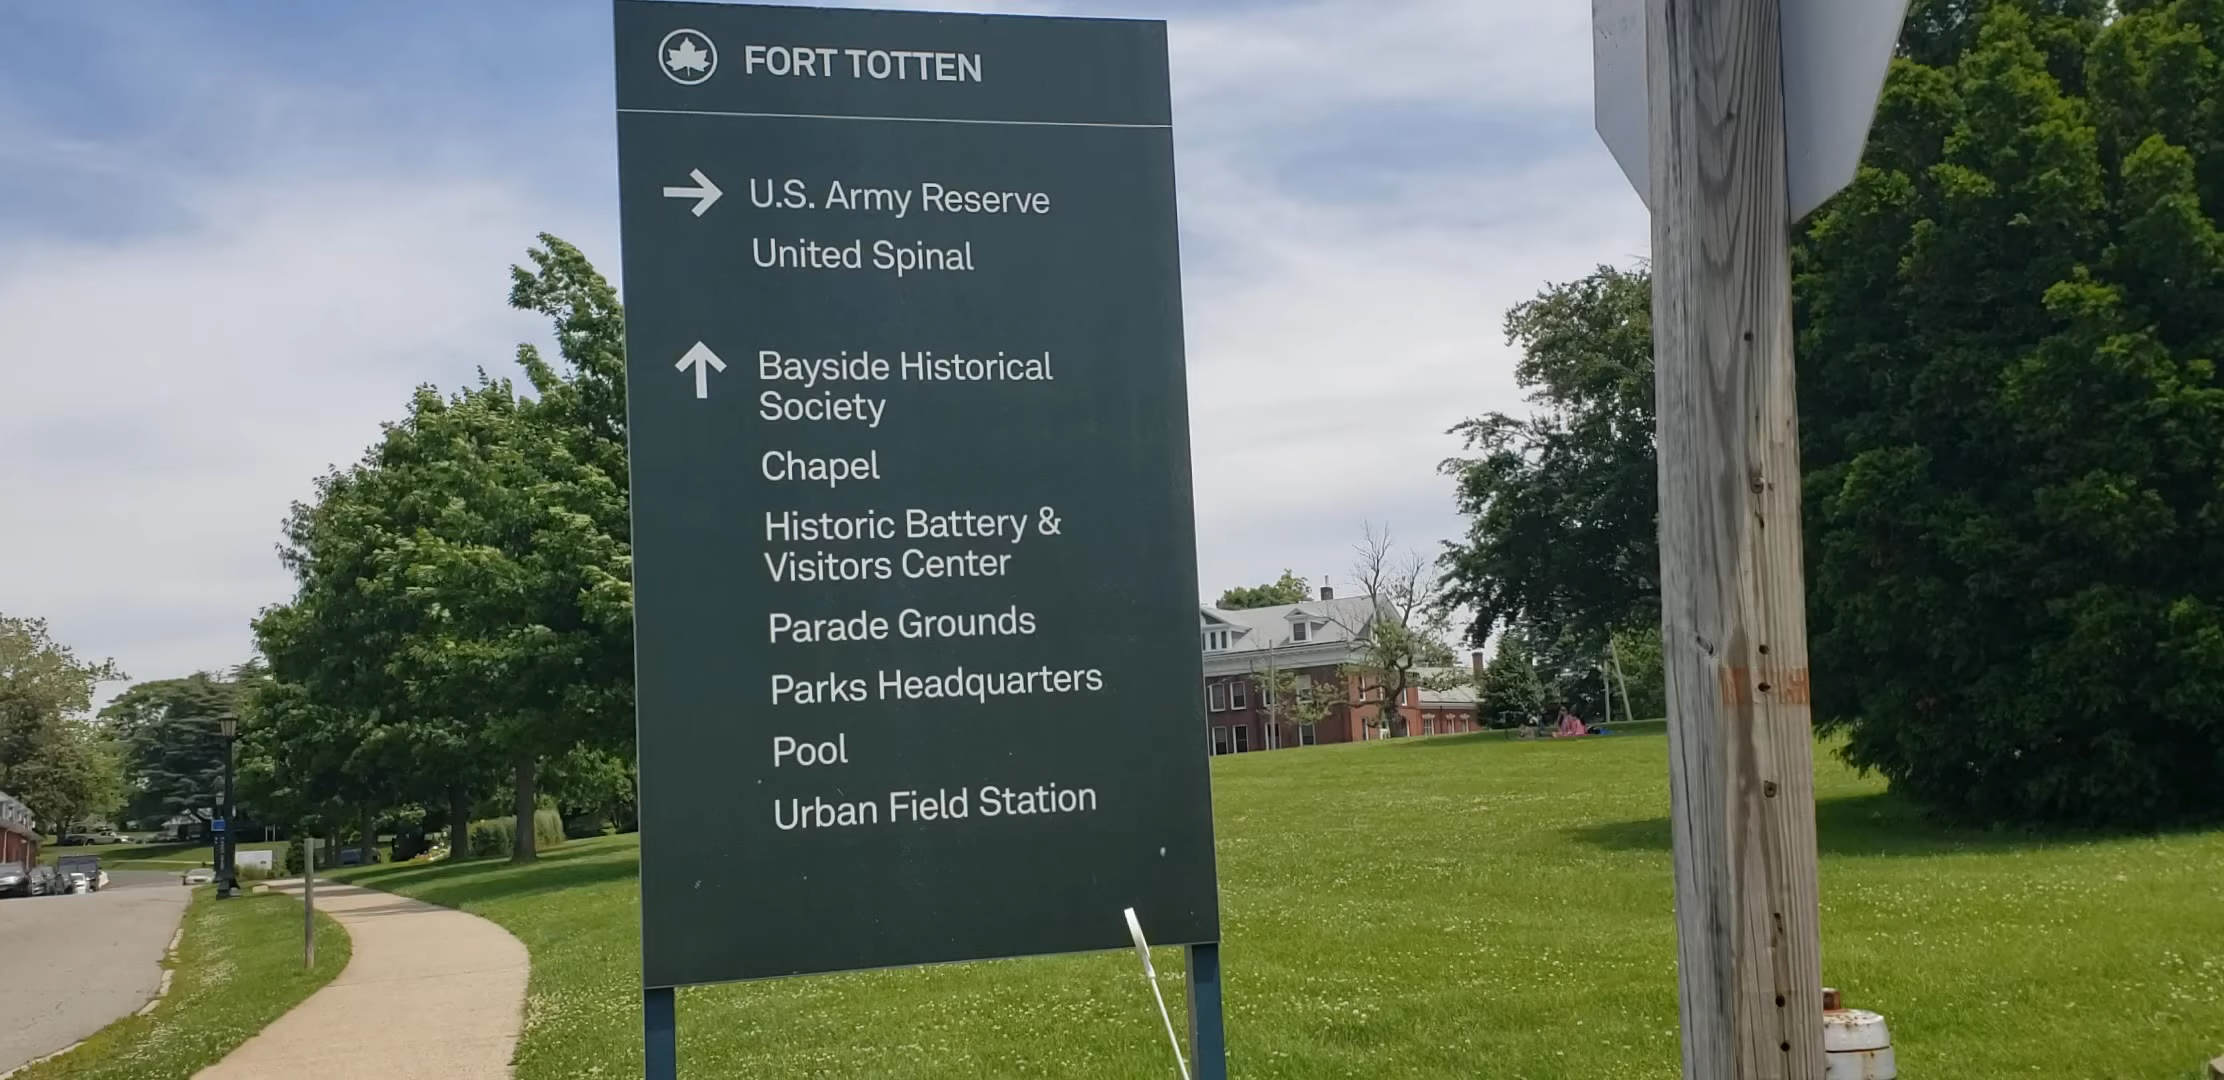 FORT TOTTEN
U.S. Army Reserve
United Spinal
Bayside Historical
Society
Chapel
Historic Battery &
Visitors Center
Parade Grounds
Parks Headquarters
Pool
Urban Field Station